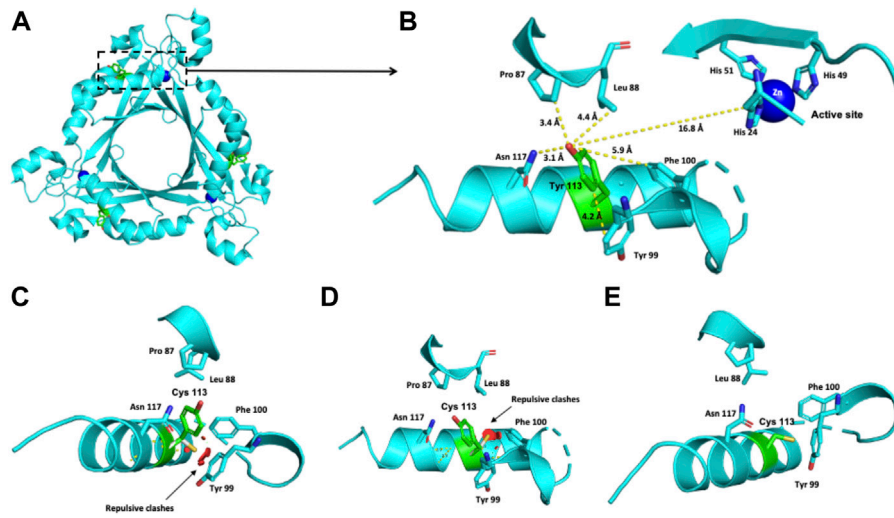 A
B
Pro 87
Leu 88
His 51
His 49
Zn
Active site
His 24
3.4 Å
4.4 Å
16.8 Å
Asn 117
3.1 Å
5.9 Å
Phe 100
Tyr 113
4.2 Å
Tyr 99
C
D
E
Pro 87
Leu 88
Cys 113
Asn 117
Phe 100
Tyr 99
Repulsive clashes
Pro 87
Leu 88
Cys 113
Repulsive clashes
Asn 117
Phe 100
Tyr 99
Leu 88
Phe 100
Asn 117
Cys 113
Tyr 99